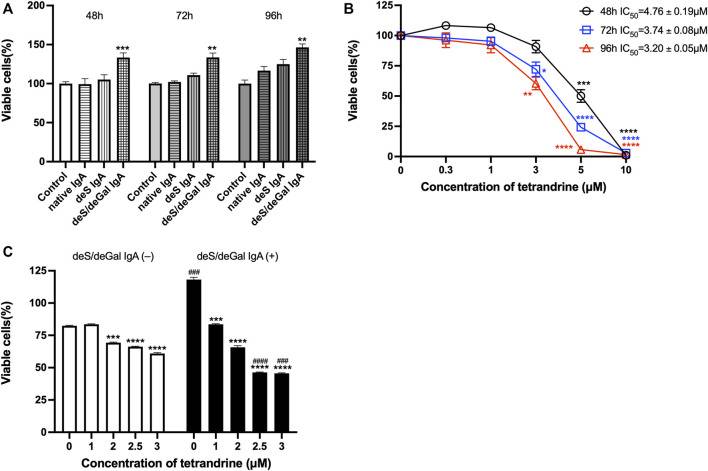 A
48h
72h
96h
Viable cells(%)
200
150
100
50
0
***
**
**
Control
native IgA
deS IgA
deS/deGal IgA
Control
native IgA
deS IgA
deS/deGal IgA
Control
native IgA
deS IgA
deS/deGal IgA
B
48h IC50=4.76 ± 0.19μM
72h IC50=3.74 ± 0.08μM
96h IC50=3.20 ± 0.05μM
Viable cells(%)
125
100
75
50
25
0
*
**
***
****
****
****
****
****
0 0.3 1 3 5 10
Concentration of tetrandrine (μM)
C
deS/deGal IgA (–)
deS/deGal IgA (+)
Viable cells(%)
125
100
75
50
25
0
*** **** ****
###
***
****
####
****
###
****
0 1 2 2.5 3 0 1 2 2.5 3
Concentration of tetrandrine (μM)